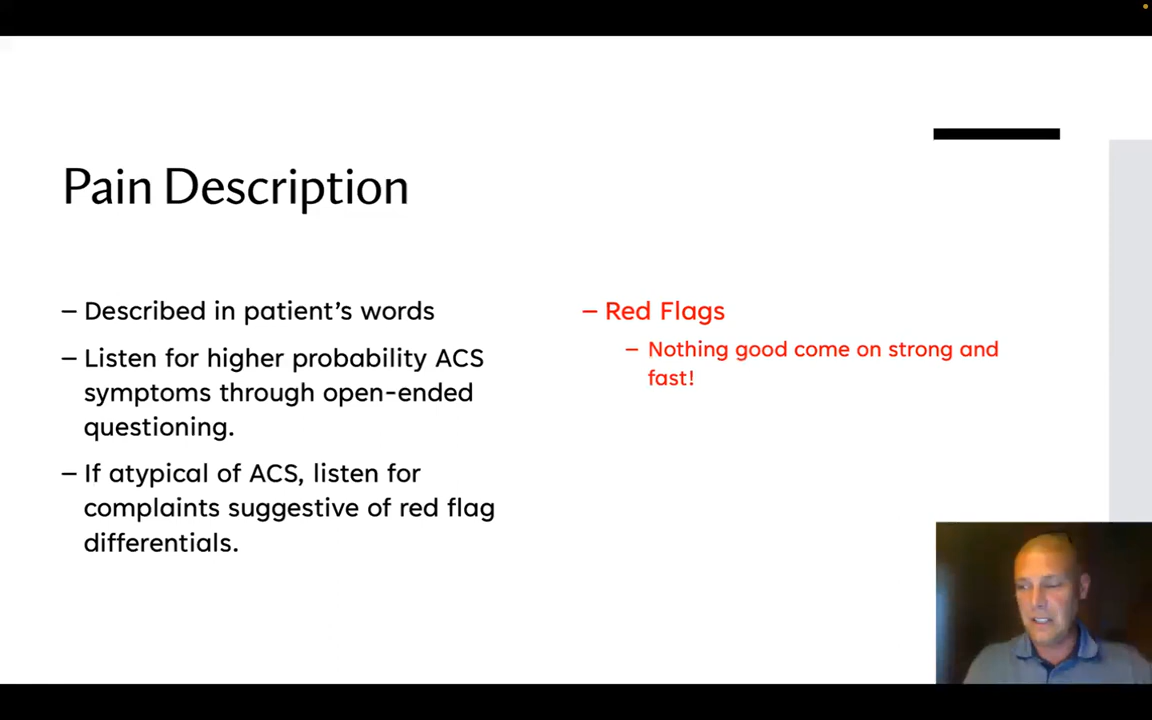 Pain Description
– Described in patient’s words
– Listen for higher probability ACS
symptoms through open-ended
questioning.
– If atypical of ACS, listen for
complaints suggestive of red flag
differentials.
– Red Flags
– Nothing good come on strong and
fast!